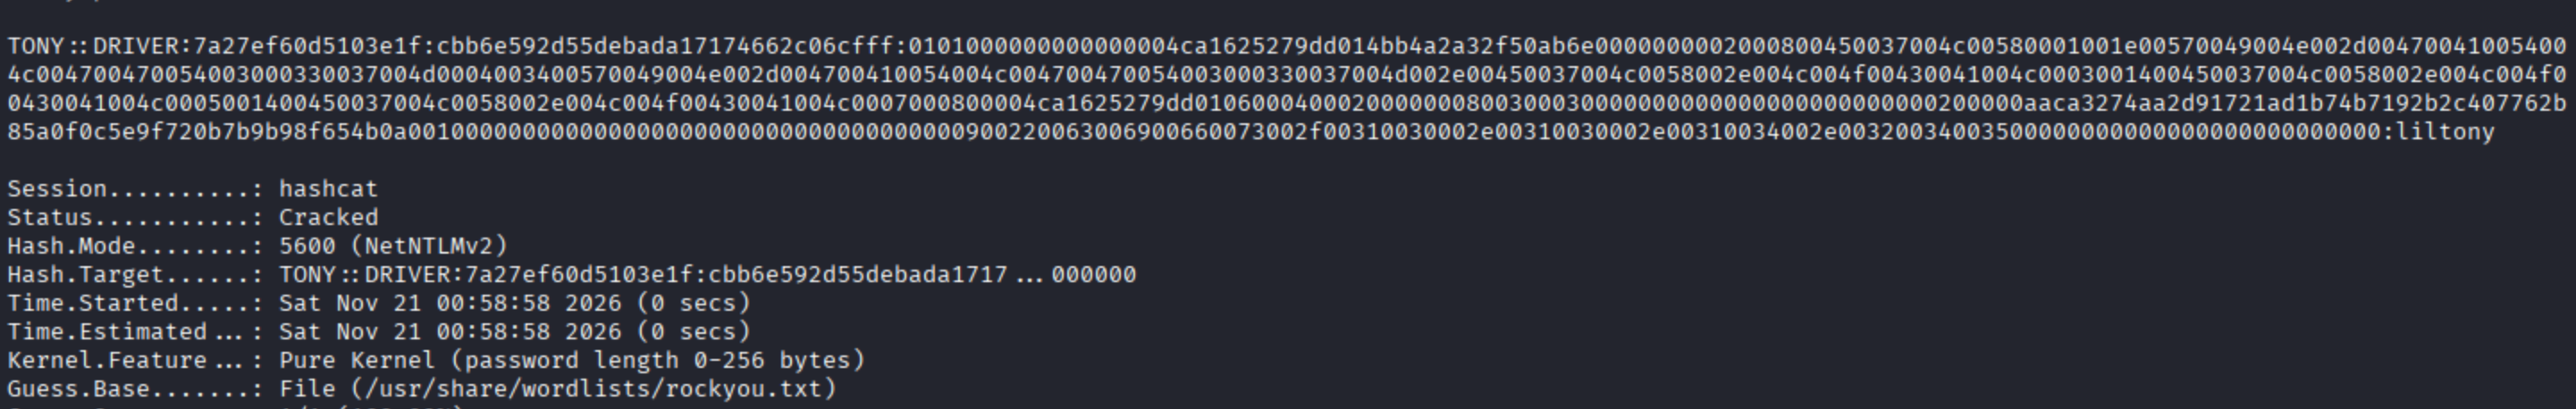 TONY::DRIVER:7a27ef60d5103e1f:cbb6e592d55debada17174662c06cfff:0101000000000000004ca1625279dd014bb4a2a32f50ab6e0000000002000800450037004c00580001001e00570049004e002d00470041005400
4c004700470054003000330037004d0004003400570049004e002d004700410054004c004700470054003000330037004d002e00450037004c0058002e004c004f00430041004c0003001400450037004c0058002e004c004f0
0430041004c0005001400450037004c0058002e004c004f00430041004c0007000800004ca1625279dd0106000400020000000800300030000000000000000000000000200000aaca3274aa2d91721ad1b74b7192b2c407762b
85a0f0c5e9f720b7b9b98f654b0a001000000000000000000000000000000000000900220063006900660073002f00310030002e00310030002e00310034002e003200340035000000000000000000000000000:liltony
Session..........: hashcat
Status...........: Cracked
Hash.Mode........: 5600 (NetNTLMv2)
Hash.Target......: TONY::DRIVER:7a27ef60d5103e1f:cbb6e592d55debada1717...000000
Time.Started.....: Sat Nov 21 00:58:58 2026 (0 secs)
Time.Estimated...: Sat Nov 21 00:58:58 2026 (0 secs)
Kernel.Feature...: Pure Kernel (password length 0-256 bytes)
Guess.Base.......: File (/usr/share/wordlists/rockyou.txt)